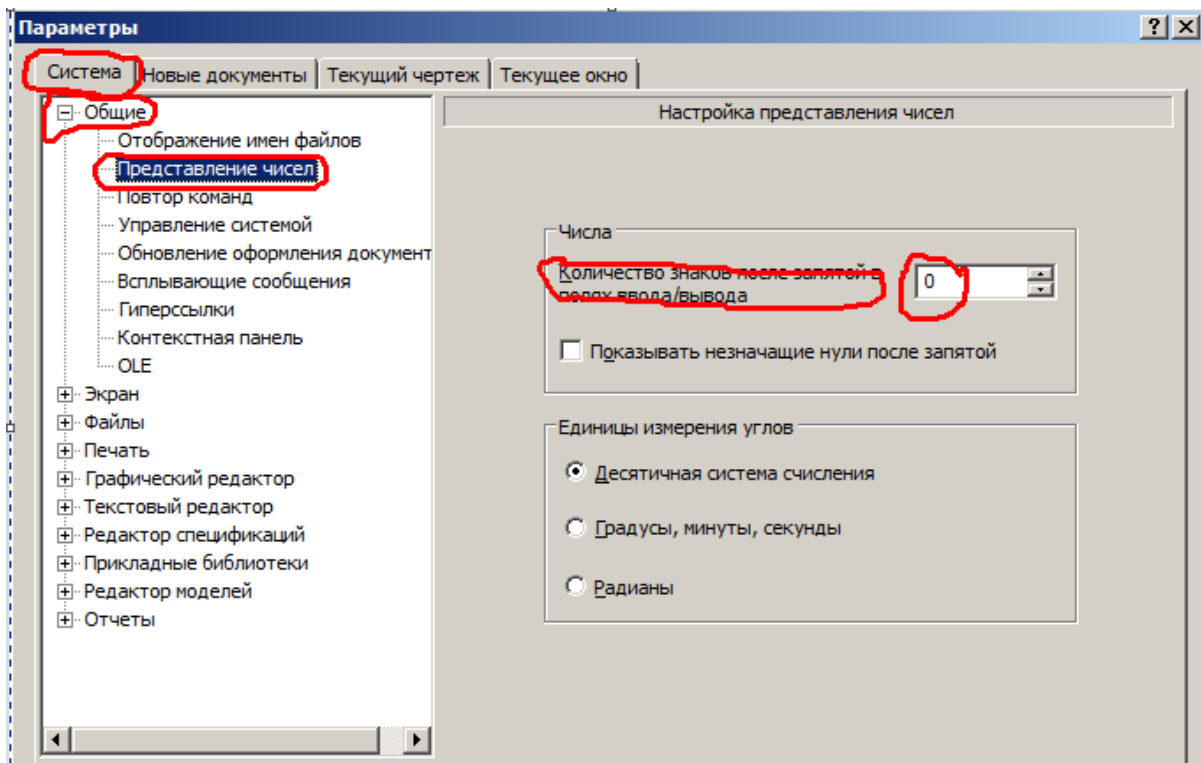 Параметры
Система Новые документы Текущий чертеж Текущее окно
Общие
Отображение имен файлов
Представление чисел
Повтор команд
Управление системой
Обновление оформления документ
Всплывающие сообщения
Гиперссылки
Контекстная панель
OLE
Экран
Файлы
Печать
Графический редактор
Текстовый редактор
Редактор спецификаций
Прикладные библиотеки
Редактор моделей
Отчеты
Настройка представления чисел
Числа
Количество знаков после запятой в
полях ввода/вывода
0
Показывать незначащие нули после запятой
Единицы измерения углов
Десятичная система счисления
Градусы, минуты, секунды
Радианы